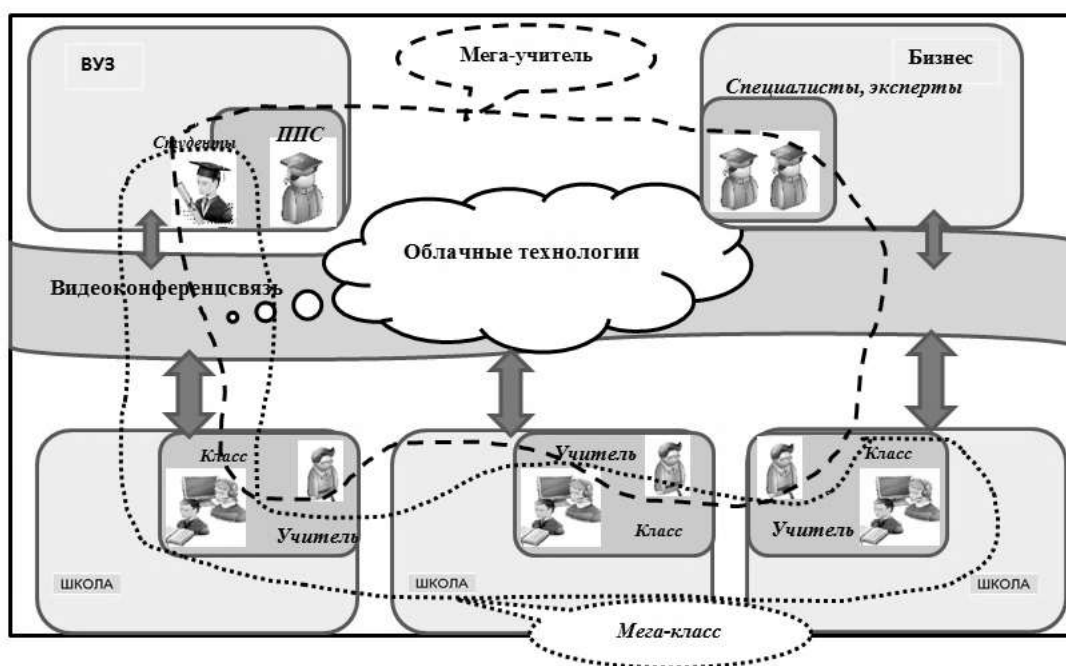 ВУЗ
Мега-учитель
Бизнес
Специалисты, эксперты
Студенты
ППС
Облачные технологии
Видеоконференцсвязь
Класс
Учитель
ШКОЛА
Учитель
Класс
ШКОЛА
Класс
Учитель
ШКОЛА
Мега-класс